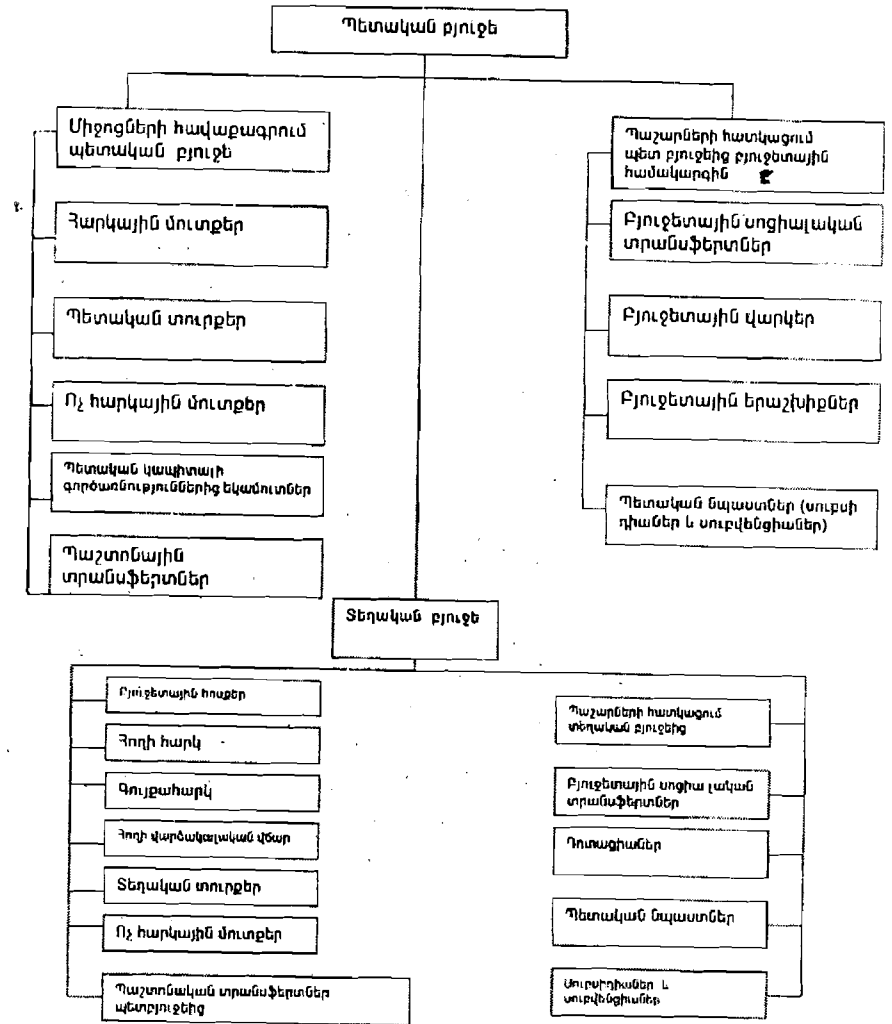 Պետական բյուջե
Միջոցների հավաքագրում
պետական բյուջե
Հարկային մուտքեր
Պետական տուրքեր
Ոչ հարկային մուտքեր
Պետական կապիտալի
գործառնություններից եկամուտներ
Պաշտոնային
տրանսֆերտներ
Պաշարների հատկացում
պետ բյուջեից բյուջետային
համակարգին
Բյուջետային սոցիալական
տրանսֆերտներ
Բյուջետային վարկեր
Բյուջետային երաշխիքներ
Պետական նպաստներ (սուբսի
դիաներ և սուբվենցիաներ)
Տեղական բյուջե
Բյուջետային հոսքեր
Հողի հարկ
Գույքահարկ
Հողի վարձակալական վճար
Տեղական տուրքեր
Ոչ հարկային մուտքեր
Պաշտոնական տրանսֆերտներ
պետբյուջեից
Պաշարների հատկացում
տեղական բյուջեից
Բյուջետային սոցիա լական
տրանսֆերտներ
Դոտացիաներ
Պետական նպաստներ
Սուբսիդիաներ և
սուբվենցիաներ